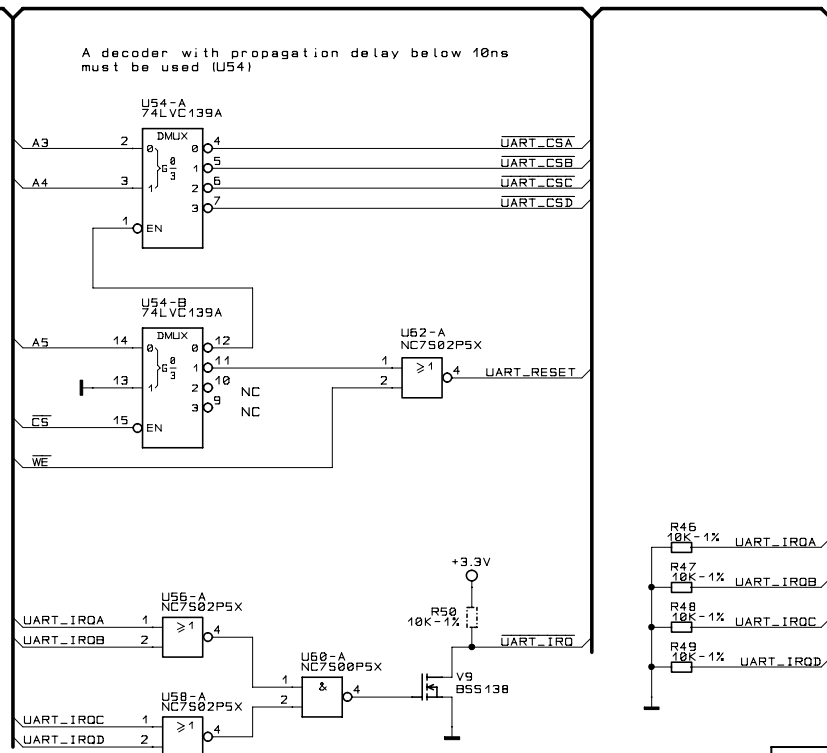 A decoder with propagation delay below 10ns
must be used (U54)
U54-A
74LVC139A
DMUX
A3 2 0 0 4 UART_CSA
1 5 UART_CSB
G 0 3
A4 3 1 2 6 UART_CSC
3 7 UART_CSD
1 EN
U54-B
74LVC139A
DMUX
A5 14 0 0 12
1 11
G 0 3
13 1 2 10 NC
3 9 NC
CS 15 EN
WE
U62-A
NC7S02P5X
1 ≥1
2
4 UART_RESET
U56-A
NC7S02P5X
UART_IRQA 1 ≥1
UART_IRQB 2
4
U58-A
NC7S02P5X
UART_IRQC 1 ≥1
UART_IRQD 2
4
U60-A
NC7S00P5X
1 &
2
4
+3.3V
R50
10K-1%
UART_IRQ
V9
BSS138
R46
10K-1% UART_IRQA
R47
10K-1% UART_IRQB
R48
10K-1% UART_IRQC
R49
10K-1% UART_IRQD